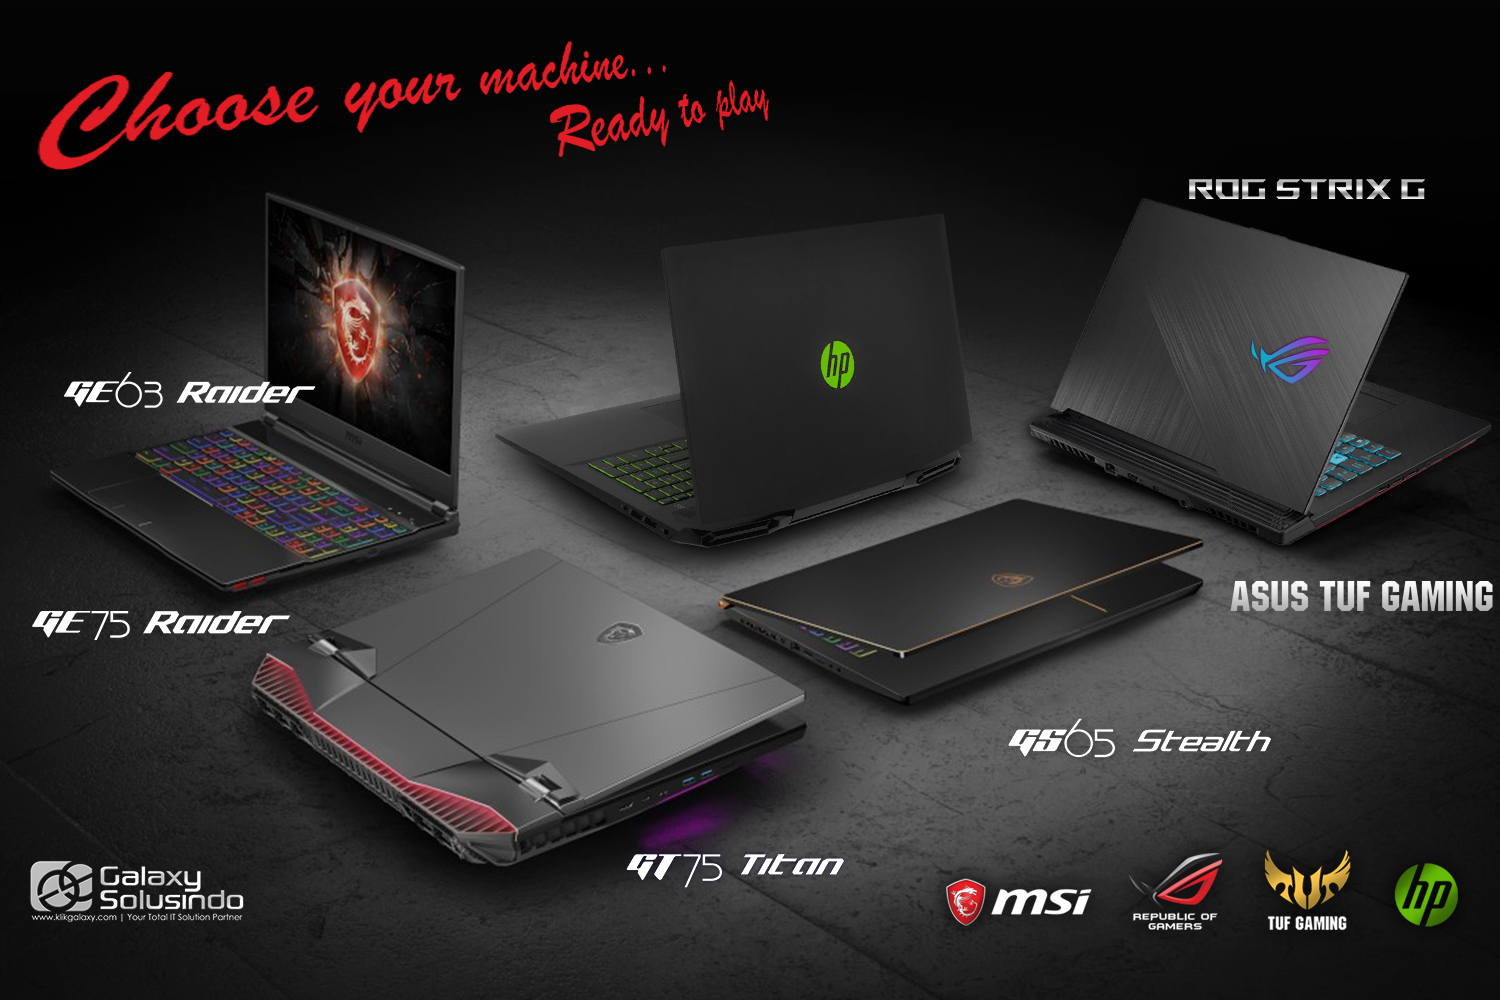 Choose your machine...
Ready to play
ROG STRIX G
hp
GE63 Raider
GE75 Raider
ASUS TUF GAMING
GS65 Stealth
GT75 Titan
Galaxy
Solusindo
www.klikgalaxy.com | Your Total IT Solution Partner
msi
REPUBLIC OF
GAMERS
TUF GAMING
hp